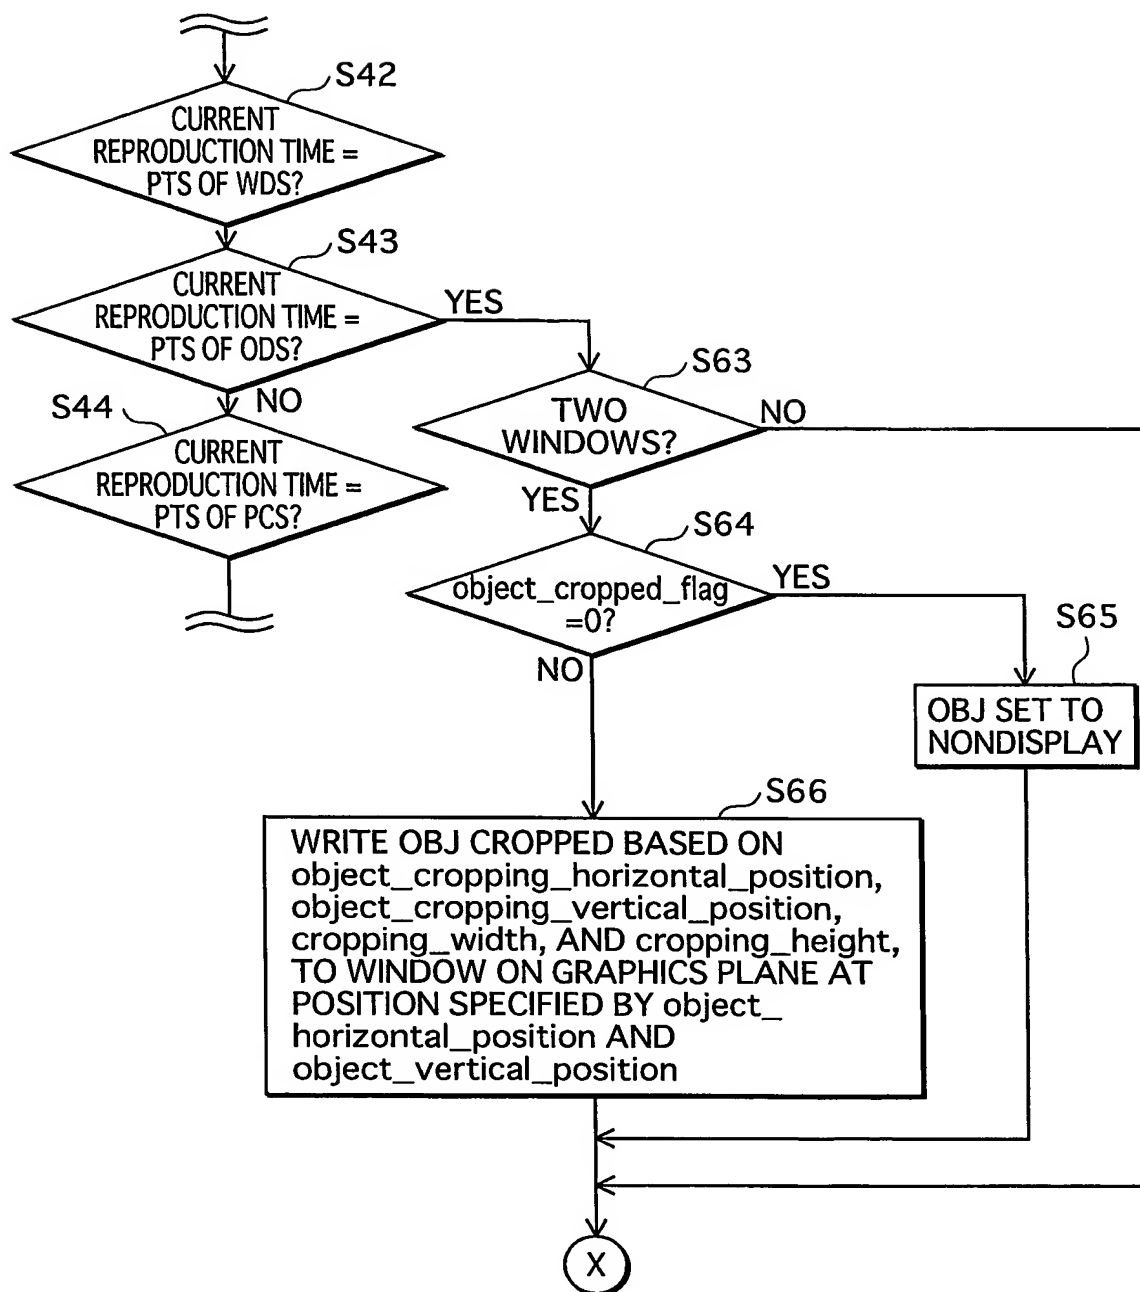 S42
CURRENT
REPRODUCTION TIME =
PTS OF WDS?
S43
CURRENT
REPRODUCTION TIME =
PTS OF ODS?
YES
NO
S44
CURRENT
REPRODUCTION TIME =
PTS OF PCS?
S63
TWO
WINDOWS?
NO
YES
S64
object_cropped_flag
=0?
YES
NO
S65
OBJ SET TO
NONDISPLAY
S66
WRITE OBJ CROPPED BASED ON
object_cropping_horizontal_position,
object_cropping_vertical_position,
cropping_width, AND cropping_height,
TO WINDOW ON GRAPHICS PLANE AT
POSITION SPECIFIED BY object_
horizontal_position AND
object_vertical_position
X